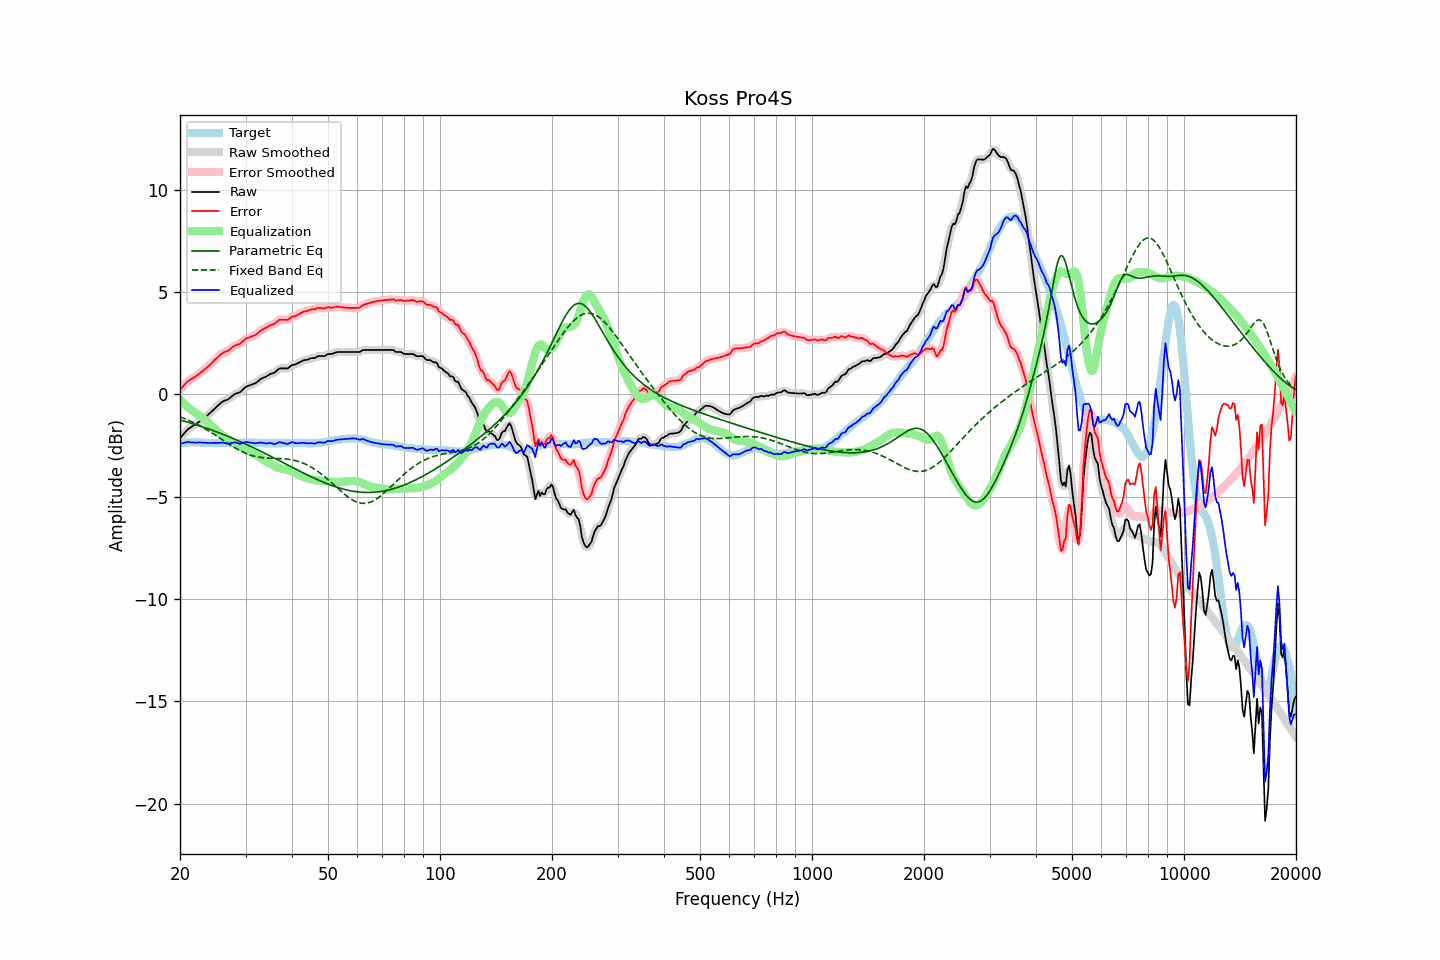 Koss Pro4S
Target
Raw Smoothed
Error Smoothed
Raw
Error
Equalization
Parametric Eq
Fixed Band Eq
Equalized
Amplitude (dBr)
10
5
0
−5
−10
−15
−20
20
50
100
200
500
1000
2000
5000
10000
20000
Frequency (Hz)